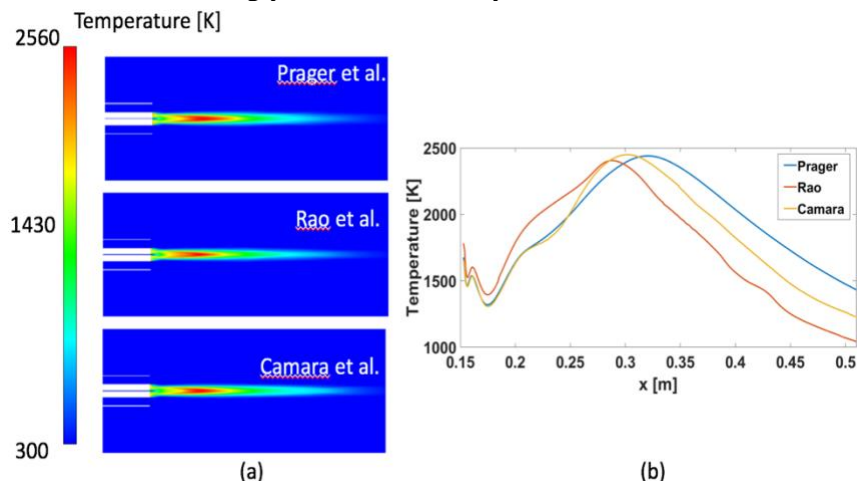 Temperature [K]
2560
1430
300
Prager et al.
Rao et al.
Camara et al.
(a)
Temperature [K]
2500
2000
1500
1000
0.15 0.2 0.25 0.3 0.35 0.4 0.45 0.5
x [m]
Prager
Rao
Camara
(b)